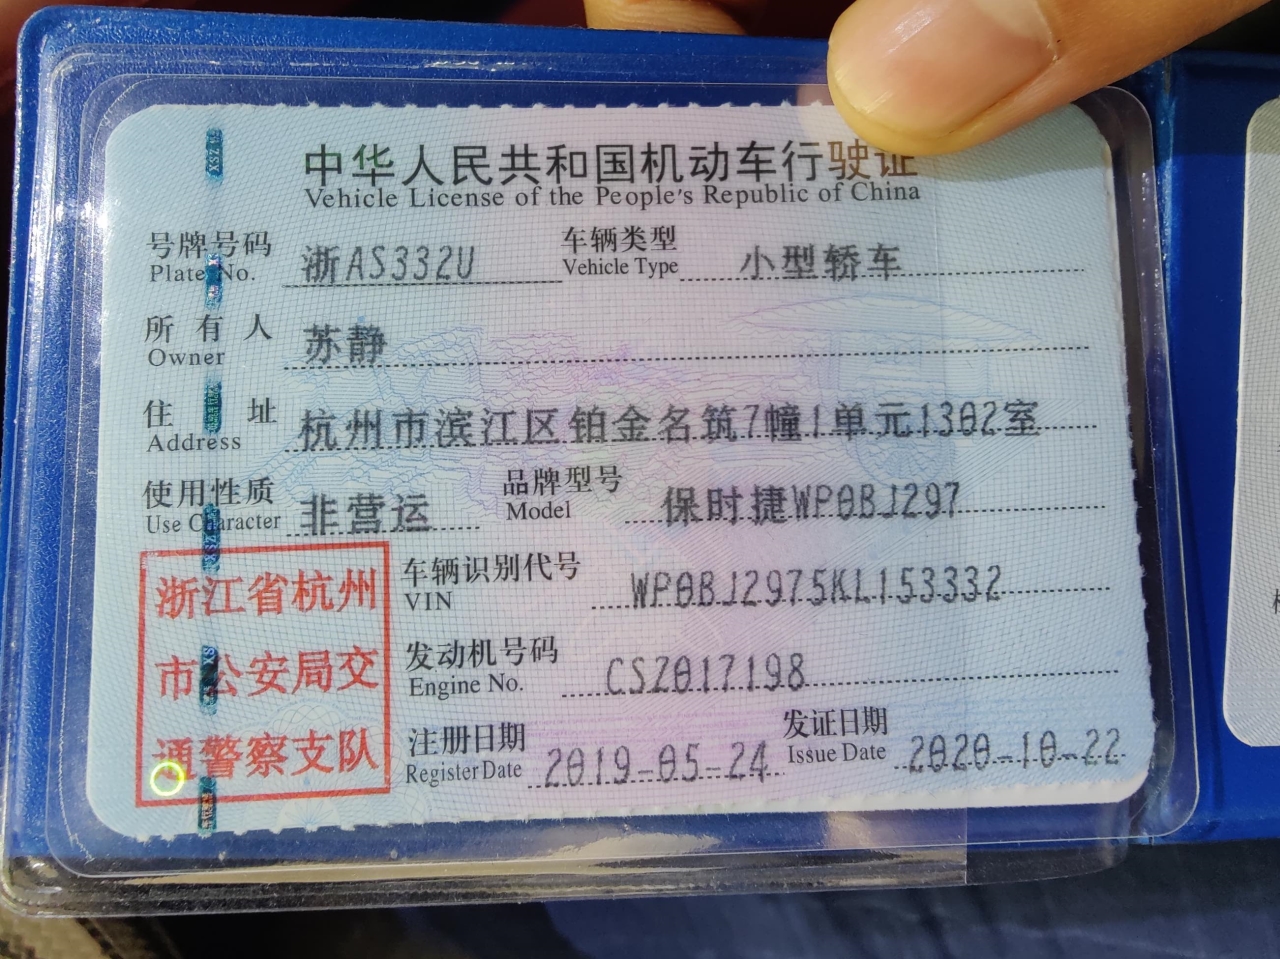 中华人民共和国机动车行驶证
Vehicle License of the People's Republic of China
号牌号码 浙AS332U 车辆类型 小型轿车
Plate No. Vehicle Type
所有人 苏静
Owner
住址 杭州市滨江区铂金名筑7幢1单元1302室
Address
使用性质 非营运 品牌型号 保时捷WP0BJ297
Use Character Model
浙江省杭州
市公安局交
通警察支队
车辆识别代号 WP0BJ2975KL153332
VIN
发动机号码 CSZ017198
Engine No.
注册日期 2019-05-24 发证日期 2020-10-22
Register Date Issue Date